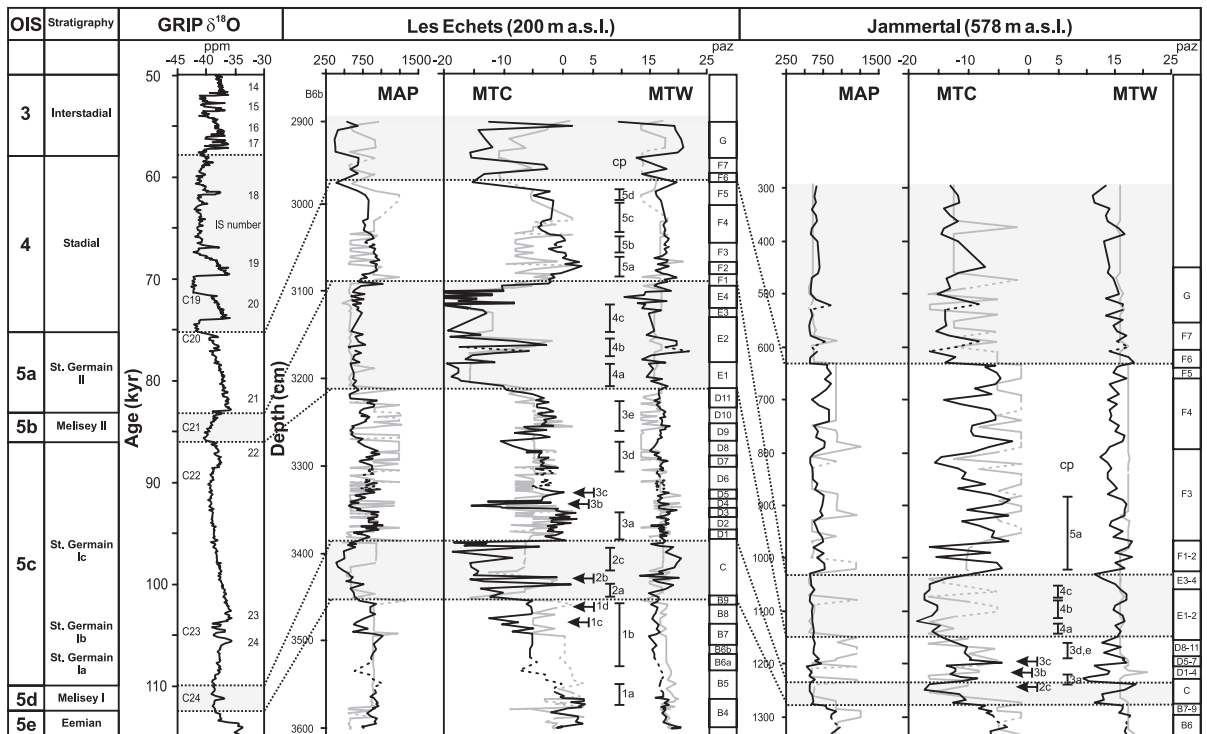 OIS Stratigraphy GRIP δ18O Les Echets (200 m a.s.l.) Jammertal (578 m a.s.l.)
ppm paz paz
-45 -40 -35 -30 250 750 1500 -20 -10 0 5 15 20 25 250 750 1500 -20 -10 0 5 15 20 25
MAP MTC MTW MAP MTC MTW
Age (kyr)
50
60
70
80
90
100
110
3 Interstadial
4 Stadial
5a St. Germain II
5b Melisey II
5c St. Germain Ic
St. Germain Ib
St. Germain Ia
5d Melisey I
5e Eemian
14
15
16
17
18
IS number
19
C19
20
C20
21
C21
22
C22
23
C23
24
C24
Depth (cm)
B6b
2900
3000
3100
3200
3300
3400
3500
3600
cp
5d
5c
5b
5a
4c
4b
4a
3e
3d
3c
3b
3a
2c
2b
2a
1d
1c
1b
1a
G
F7
F6
F5
F4
F3
F2
F1
E4
E3
E2
E1
D11
D10
D9
D8
D7
D6
D5
D4
D3
D2
D1
C
B9
B8
B7
B6b
B6a
B5
B4
300
400
500
600
700
800
900
1000
1100
1200
1300
cp
5a
4c
4b
4a
3d,e
3c
3b
3a
2c
G
F7
F6
F5
F4
F3
F1-2
E3-4
E1-2
D8-11
D5-7
D1-4
C
B7-9
B6